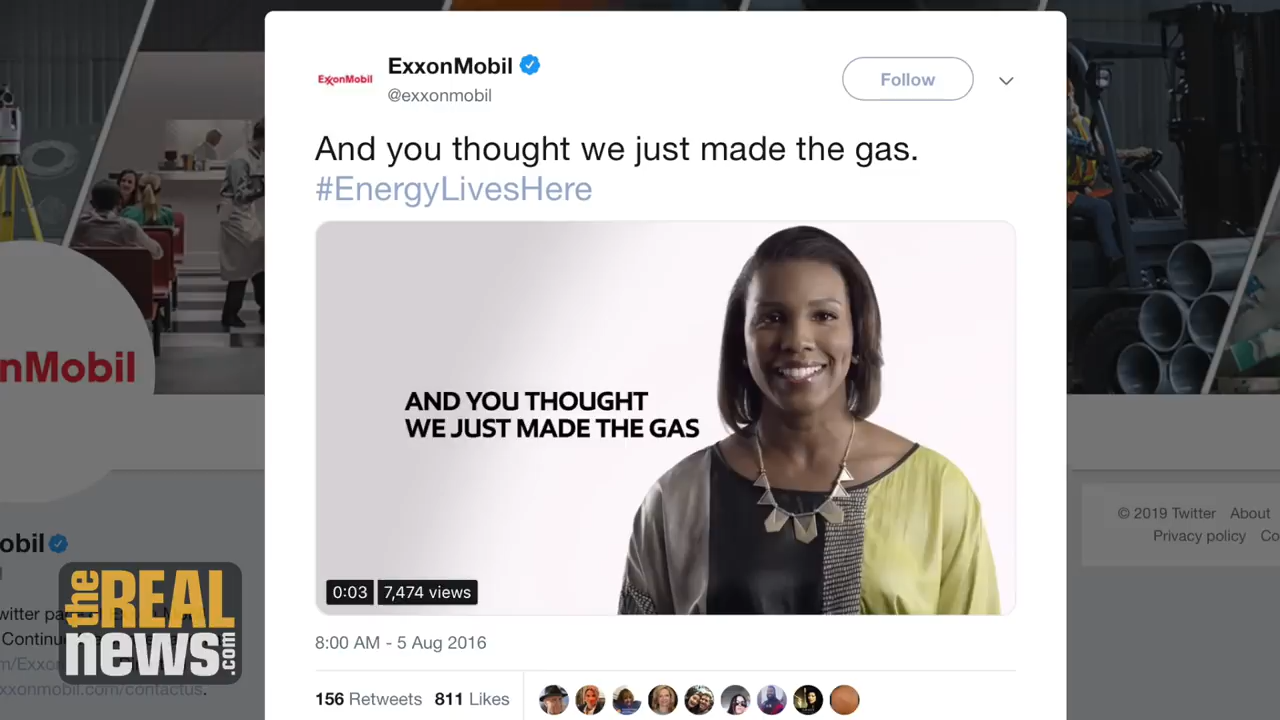 ExxonMobil
ExxonMobil
@exxonmobil
Follow
And you thought we just made the gas.
#EnergyLivesHere
AND YOU THOUGHT
WE JUST MADE THE GAS
0:03 7,474 views
8:00 AM - 5 Aug 2016
156 Retweets 811 Likes
nMobil
obil
© 2019 Twitter About
Privacy policy
the REAL
news.com
xxonmobil.com/contactus.